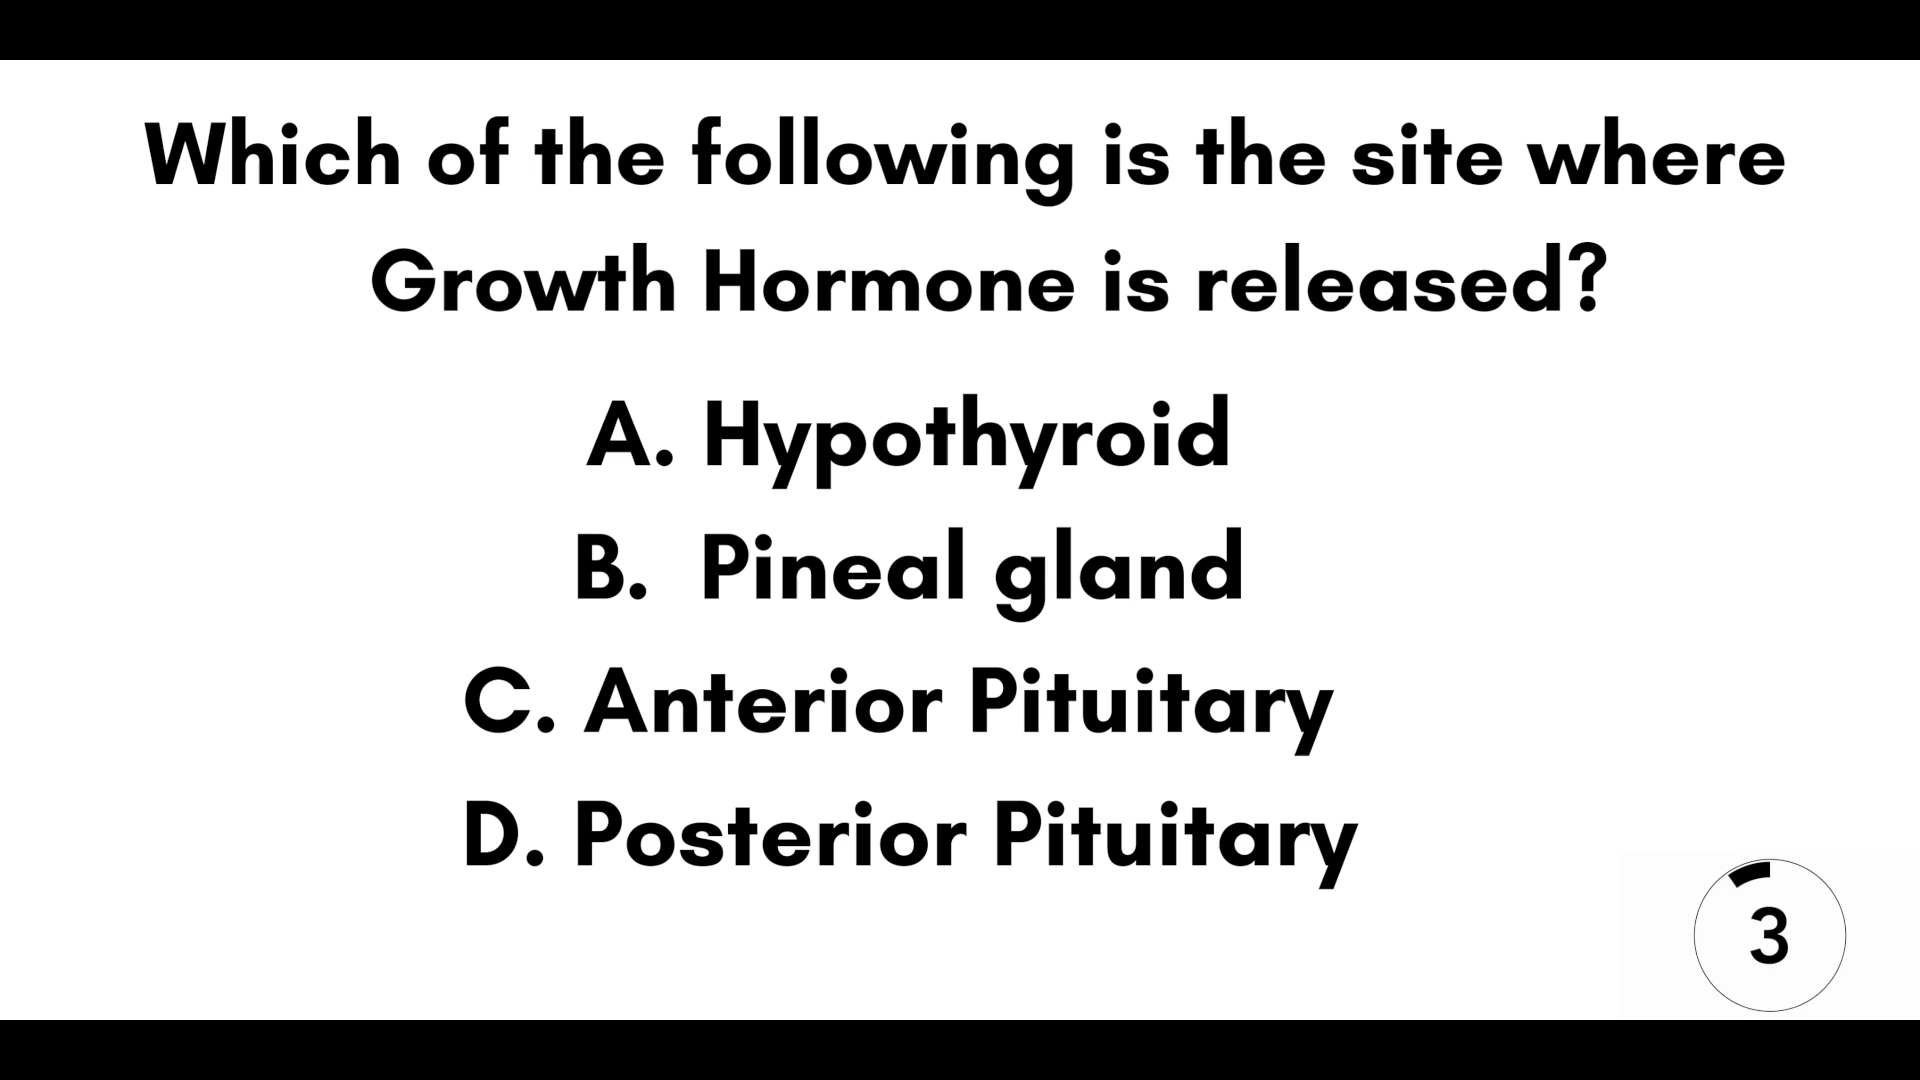 Which of the following is the site where
Growth Hormone is released?
A. Hypothyroid
B. Pineal gland
C. Anterior Pituitary
D. Posterior Pituitary
3